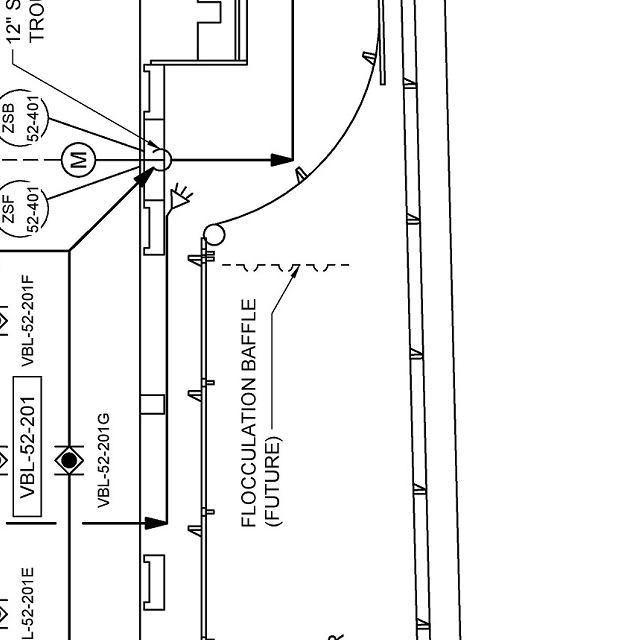 12" S
TRO
ZSB
52-401
M
ZSF
52-401
VBL-52-201F
VBL-52-201
VBL-52-201G
FLOCCULATION BAFFLE
(FUTURE)
L-52-201E
R